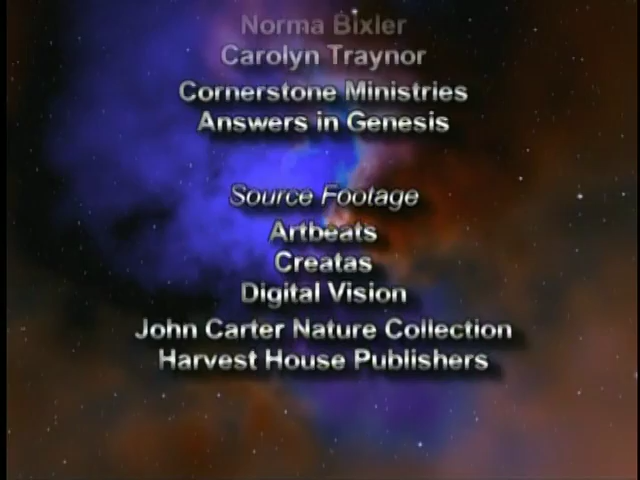 Norma Bixler
Carolyn Traynor
Cornerstone Ministries
Answers in Genesis
Source Footage
Artbeats
Creatas
Digital Vision
John Carter Nature Collection
Harvest House Publishers